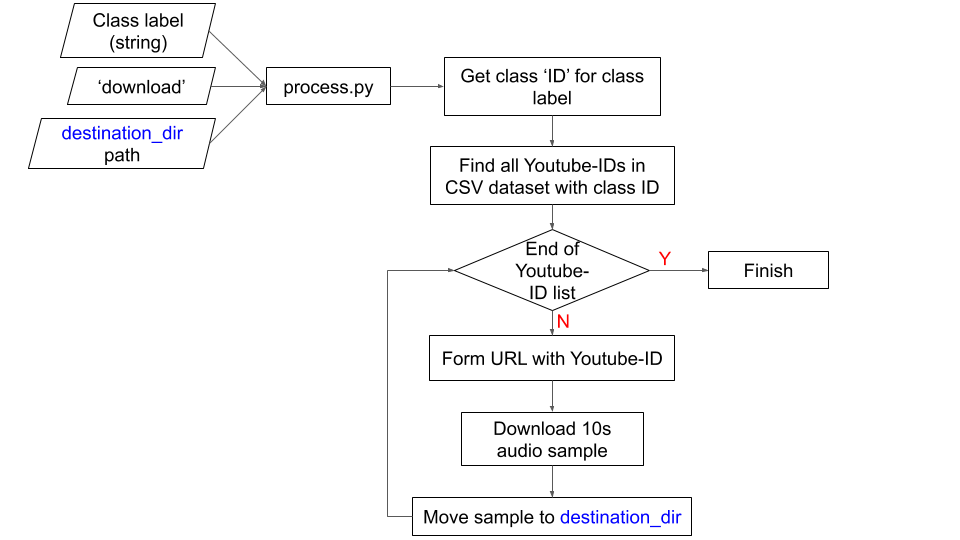 Class label
(string)
‘download’
destination_dir
path
process.py
Get class ‘ID’ for class
label
Find all Youtube-IDs in
CSV dataset with class ID
End of
Youtube-
ID list
Y
Finish
N
Form URL with Youtube-ID
Download 10s
audio sample
Move sample to destination_dir